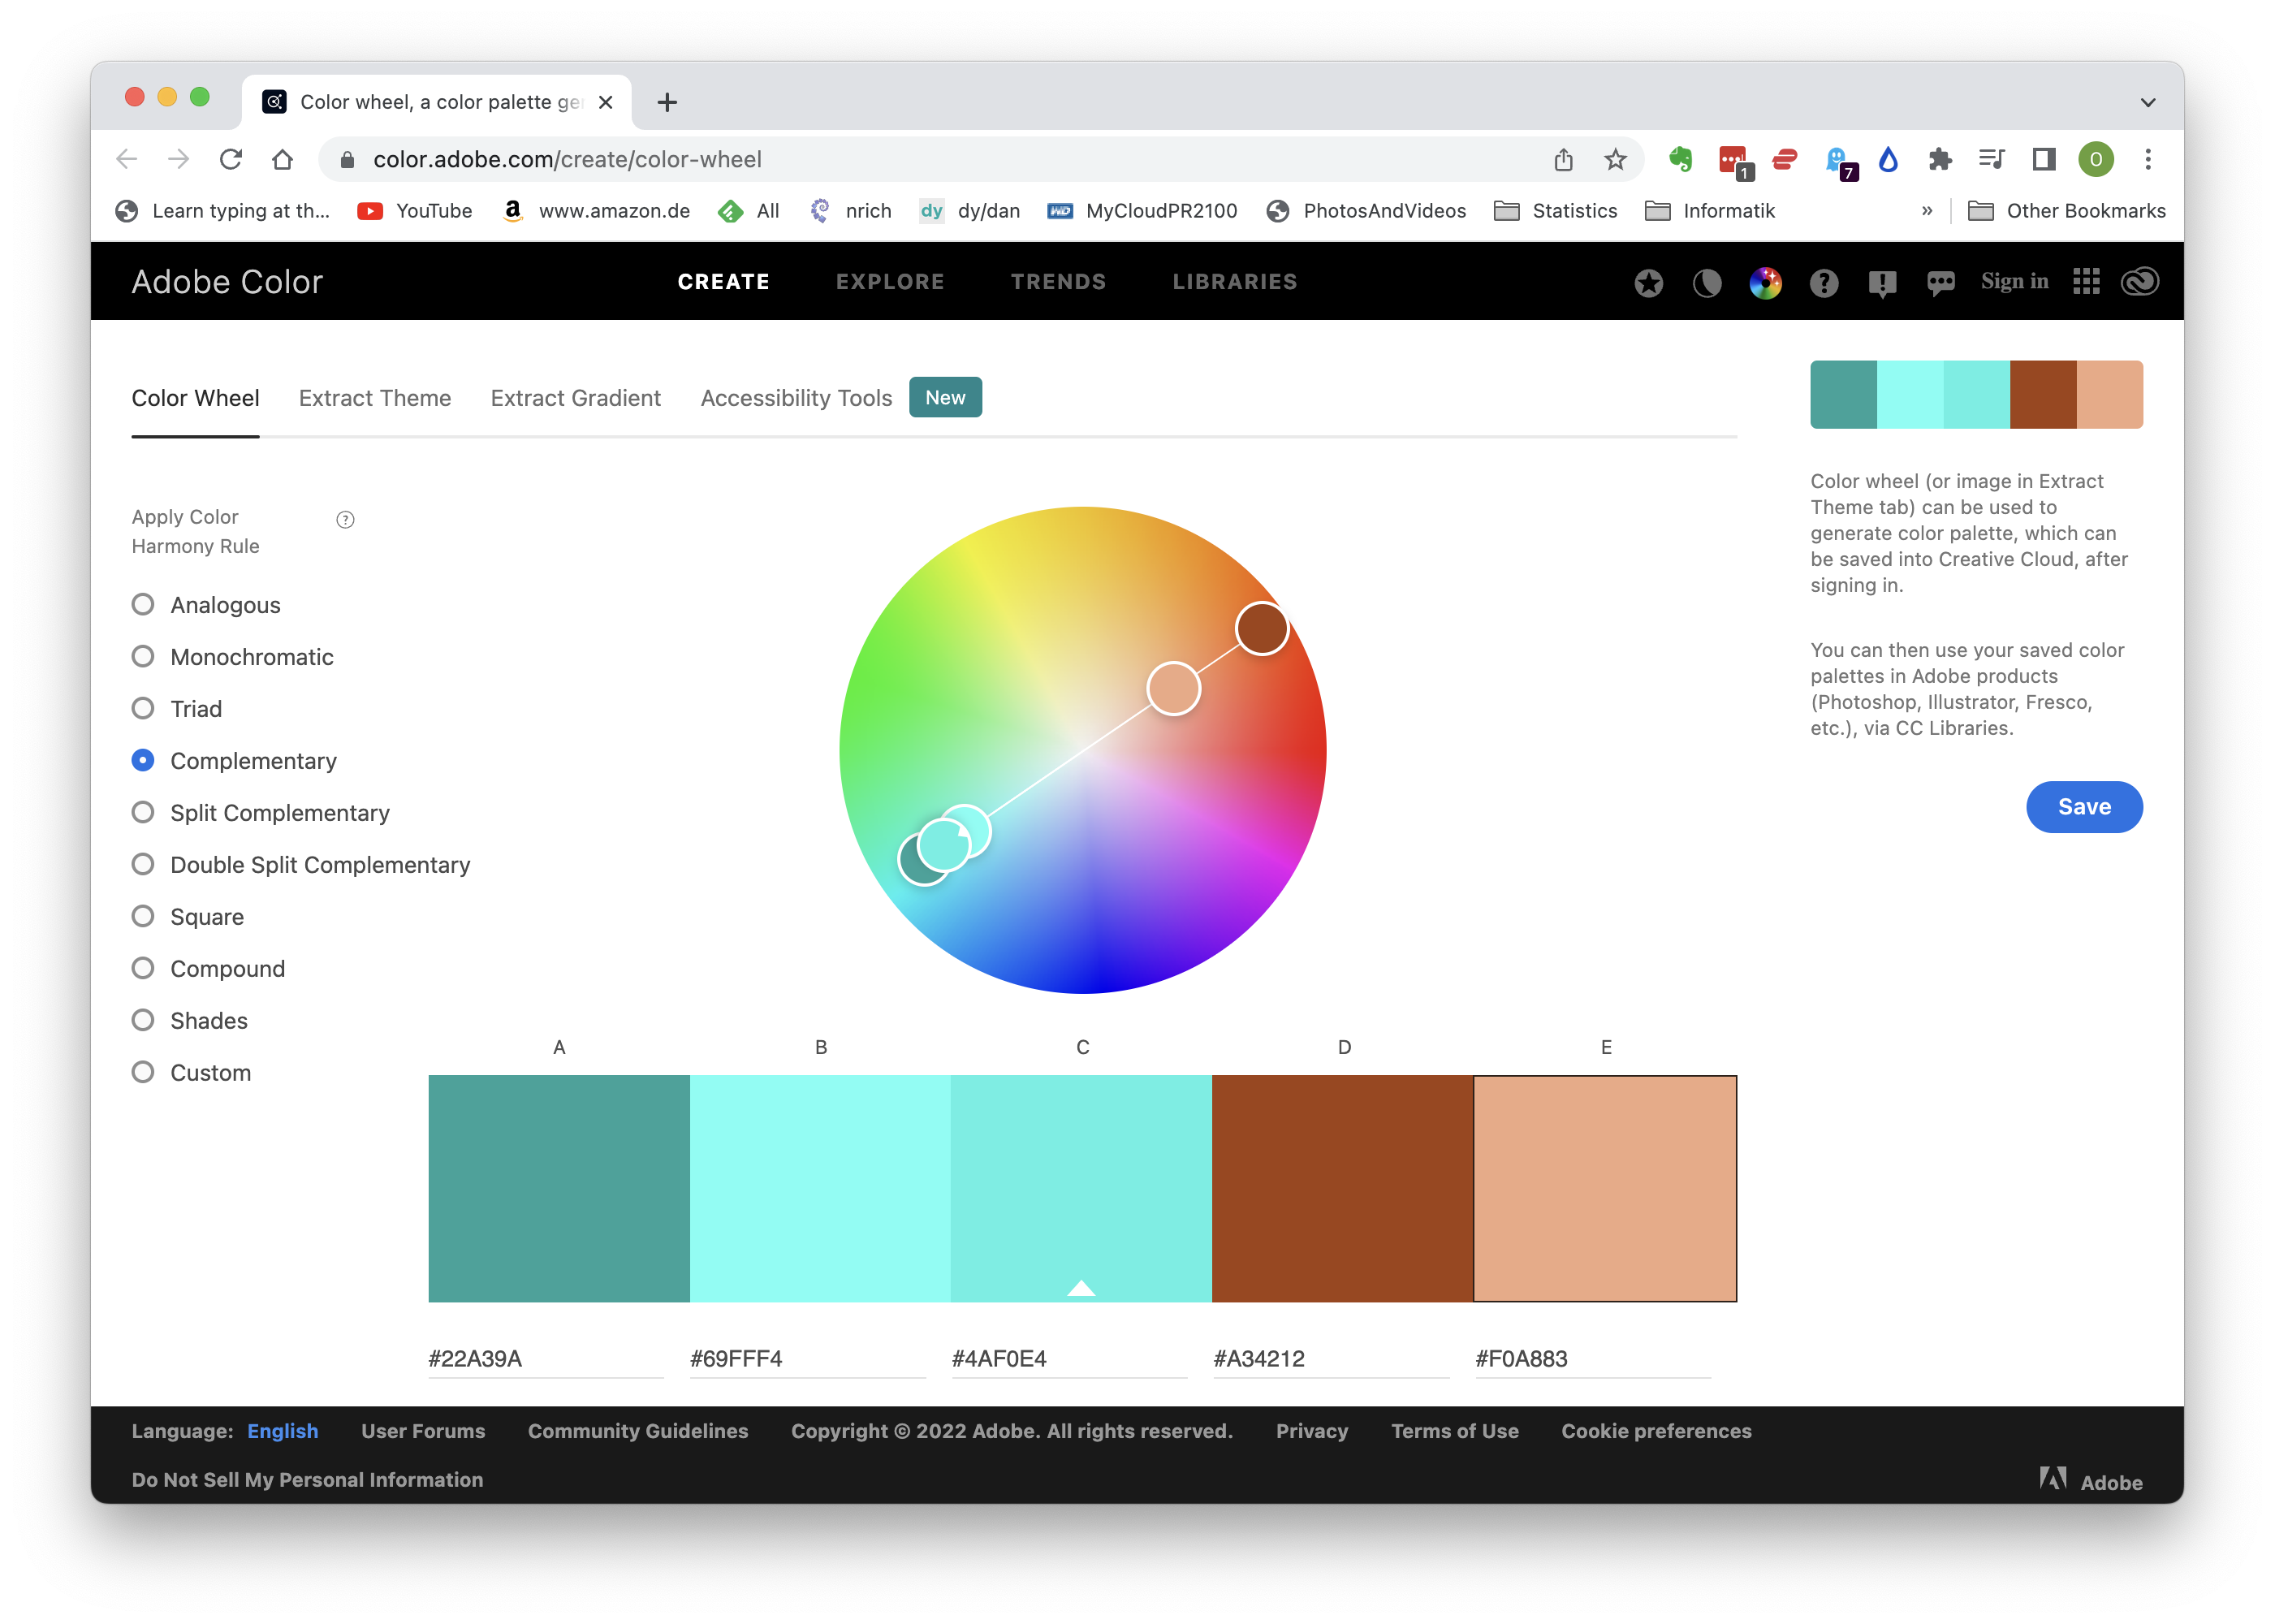 Color wheel, a color palette ge
color.adobe.com/create/color-wheel
1
7
O
Learn typing at th...
YouTube
www.amazon.de
All
nrich
dy
dy/dan
WD
MyCloudPR2100
PhotosAndVideos
Statistics
Informatik
»
Other Bookmarks
Adobe Color
CREATE
EXPLORE
TRENDS
LIBRARIES
Sign in
Color Wheel
Extract Theme
Extract Gradient
Accessibility Tools
New
Apply Color
Harmony Rule
Analogous
Monochromatic
Triad
Complementary
Split Complementary
Double Split Complementary
Square
Compound
Shades
Custom
Color wheel (or image in Extract
Theme tab) can be used to
generate color palette, which can
be saved into Creative Cloud, after
signing in.
You can then use your saved color
palettes in Adobe products
(Photoshop, Illustrator, Fresco,
etc.), via CC Libraries.
Save
A
B
C
D
E
#22A39A
#69FFF4
#4AF0E4
#A34212
#F0A883
Language: English
User Forums
Community Guidelines
Copyright © 2022 Adobe. All rights reserved.
Privacy
Terms of Use
Cookie preferences
Do Not Sell My Personal Information
Adobe